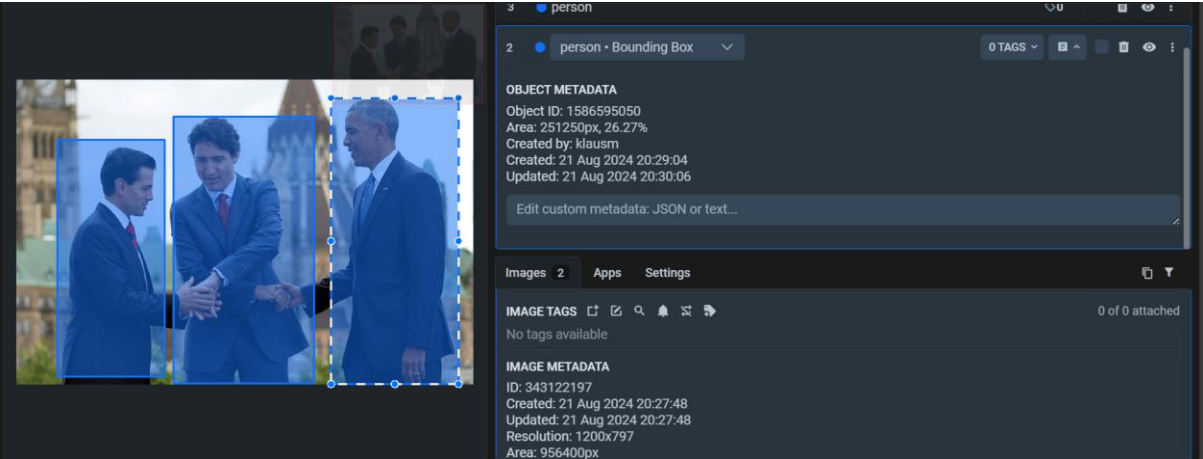 3 person 0
2 person • Bounding Box 0 TAGS
OBJECT METADATA
Object ID: 1586595050
Area: 251250px, 26.27%
Created by: klausm
Created: 21 Aug 2024 20:29:04
Updated: 21 Aug 2024 20:30:06
Edit custom metadata: JSON or text...
Images 2 Apps Settings
IMAGE TAGS 0 of 0 attached
No tags available
IMAGE METADATA
ID: 343122197
Created: 21 Aug 2024 20:27:48
Updated: 21 Aug 2024 20:27:48
Resolution: 1200x797
Area: 956400px